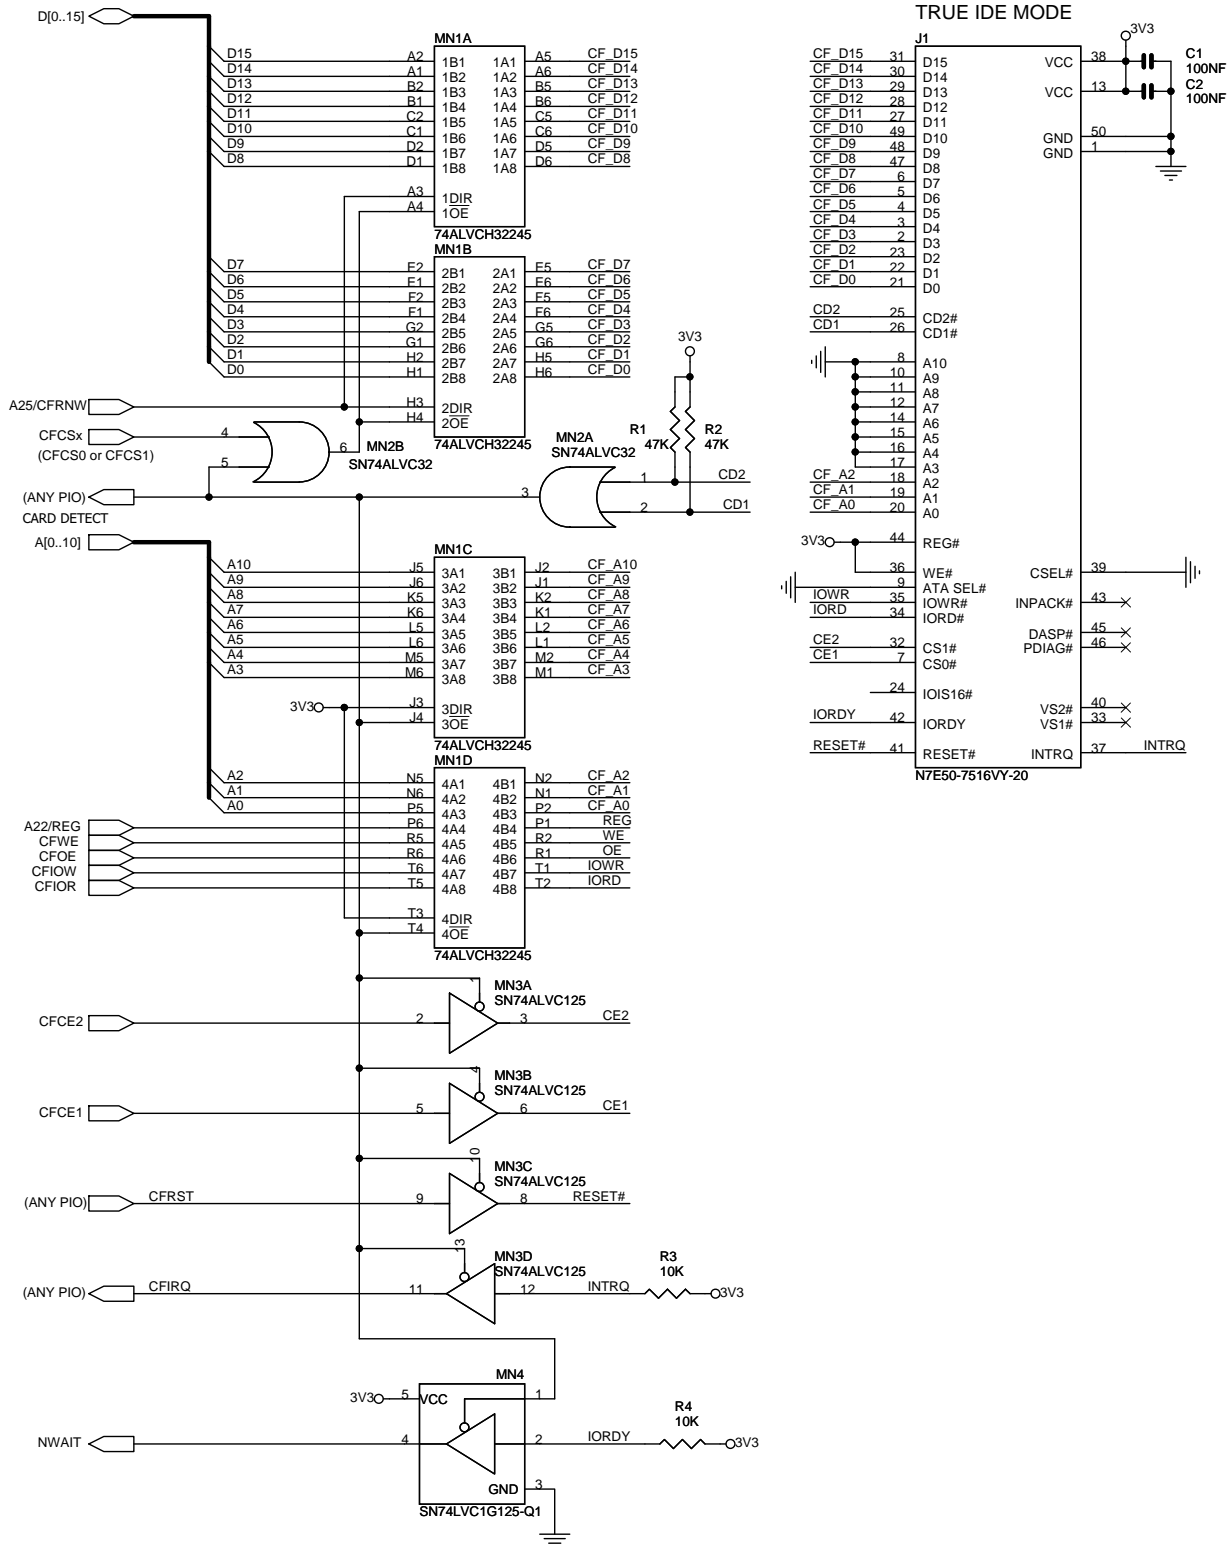 TRUE IDE MODE
D[0..15]
MN1A
D15 A2 1B1 1A1 A5 CF_D15
D14 A1 1B2 1A2 A6 CF_D14
D13 B2 1B3 1A3 B5 CF_D13
D12 B1 1B4 1A4 B6 CF_D12
D11 C2 1B5 1A5 C5 CF_D11
D10 C1 1B6 1A6 C6 CF_D10
D9 D2 1B7 1A7 D5 CF_D9
D8 D1 1B8 1A8 D6 CF_D8
A3 1DIR
A4 1OE
74ALVCH32245
MN1B
D7 E2 2B1 2A1 E5 CF_D7
D6 E1 2B2 2A2 E6 CF_D6
D5 F2 2B3 2A3 F5 CF_D5
D4 F1 2B4 2A4 F6 CF_D4
D3 G2 2B5 2A5 G5 CF_D3
D2 G1 2B6 2A6 G6 CF_D2
D1 H2 2B7 2A7 H5 CF_D1
D0 H1 2B8 2A8 H6 CF_D0
A25/CFRNW H3 2DIR
H4 2OE
74ALVCH32245
CFCSx 4
(CFCS0 or CFCS1)
5 6
MN2B
SN74ALVC32
3V3
R1
47K
R2
47K
MN2A
SN74ALVC32
1 CD2
2 CD1
3
(ANY PIO)
CARD DETECT
A[0..10]
MN1C
A10 J5 3A1 3B1 J2 CF_A10
A9 J6 3A2 3B2 J1 CF_A9
A8 K5 3A3 3B3 K2 CF_A8
A7 K6 3A4 3B4 K1 CF_A7
A6 L5 3A5 3B5 L2 CF_A6
A5 L6 3A6 3B6 L1 CF_A5
A4 M5 3A7 3B7 M2 CF_A4
A3 M6 3A8 3B8 M1 CF_A3
3V3 J3 3DIR
J4 3OE
74ALVCH32245
MN1D
A2 N5 4A1 4B1 N2 CF_A2
A1 N6 4A2 4B2 N1 CF_A1
A0 P5 4A3 4B3 P2 CF_A0
A22/REG P6 4A4 4B4 P1 REG
CFWE R5 4A5 4B5 R2 WE
CFOE R6 4A6 4B6 R1 OE
CFIOW T6 4A7 4B7 T1 IOWR
CFIOR T5 4A8 4B8 T2 IORD
T3 4DIR
T4 4OE
74ALVCH32245
1
MN3A
SN74ALVC125
CFCE2 2 3 CE2
4
MN3B
SN74ALVC125
CFCE1 5 6 CE1
10
MN3C
SN74ALVC125
(ANY PIO) CFRST 9 8 RESET#
13
MN3D
SN74ALVC125
R3
10K
(ANY PIO) CFIRQ 11 12 INTRQ 3V3
MN4
3V3 5 VCC 1
R4
10K
NWAIT 4 2 IORDY 3V3
GND 3
SN74LVC1G125-Q1
J1
3V3
C1
100NF
C2
100NF
CF_D15 31 D15
CF_D14 30 D14
CF_D13 29 D13
CF_D12 28 D12
CF_D11 27 D11
CF_D10 49 D10
CF_D9 48 D9
CF_D8 47 D8
CF_D7 6 D7
CF_D6 5 D6
CF_D5 4 D5
CF_D4 3 D4
CF_D3 2 D3
CF_D2 23 D2
CF_D1 22 D1
CF_D0 21 D0
VCC 38
VCC 13
GND 50
GND 1
CD2 25 CD2#
CD1 26 CD1#
8 A10
10 A9
11 A8
12 A7
14 A6
15 A5
16 A4
17 A3
CF_A2 18 A2
CF_A1 19 A1
CF_A0 20 A0
3V3 44 REG#
36 WE#
9 ATA SEL#
IOWR 35 IOWR#
IORD 34 IORD#
CE2 32 CS1#
CE1 7 CS0#
24 IOIS16#
IORDY 42 IORDY
RESET# 41 RESET#
CSEL# 39
INPACK# 43
DASP# 45
PDIAG# 46
VS2# 40
VS1# 33
INTRQ 37 INTRQ
N7E50-7516VY-20